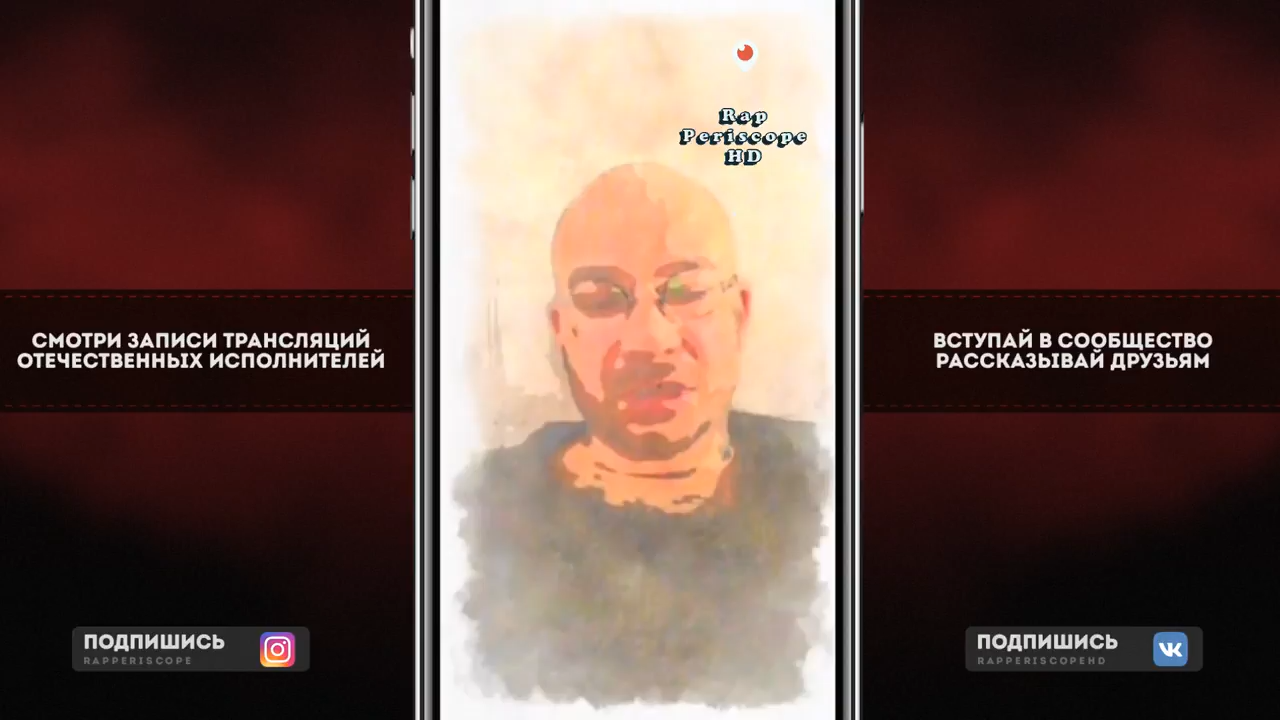 Rap
Periscope
HD
СМОТРИ ЗАПИСИ ТРАНСЛЯЦИЙ
ОТЕЧЕСТВЕННЫХ ИСПОЛНИТЕЛЕЙ
ВСТУПАЙ В СООБЩЕСТВО
РАССКАЗЫВАЙ ДРУЗЬЯМ
ПОДПИШИСЬ
RAPPERISCOPE
ПОДПИШИСЬ
RAPPERISCOPEHD